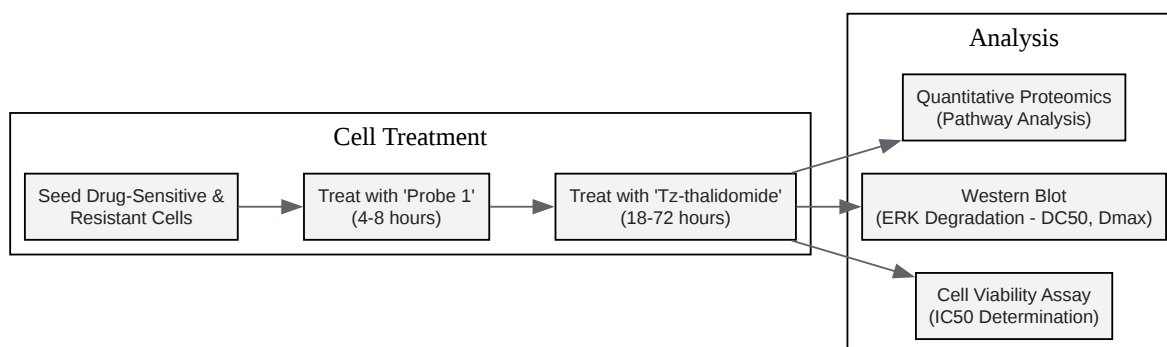 Cell Treatment
Seed Drug-Sensitive &
Resistant Cells
Treat with 'Probe 1'
(4-8 hours)
Treat with 'Tz-thalidomide'
(18-72 hours)
Analysis
Quantitative Proteomics
(Pathway Analysis)
Western Blot
(ERK Degradation - DC50, Dmax)
Cell Viability Assay
(IC50 Determination)